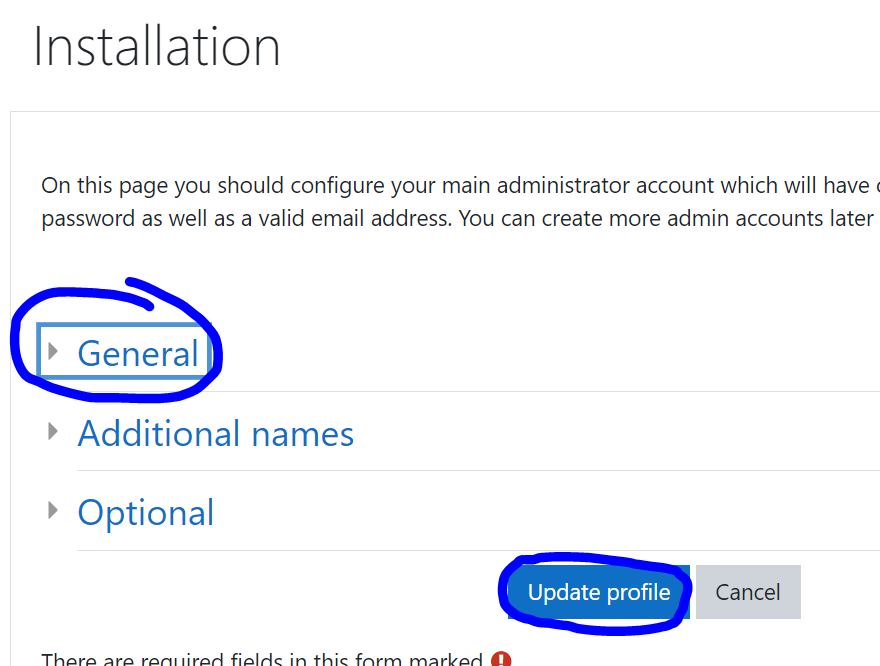 Installation
On this page you should configure your main administrator account which will have
password as well as a valid email address. You can create more admin accounts later
General
Additional names
Optional
Update profile Cancel
There are required fields in this form marked